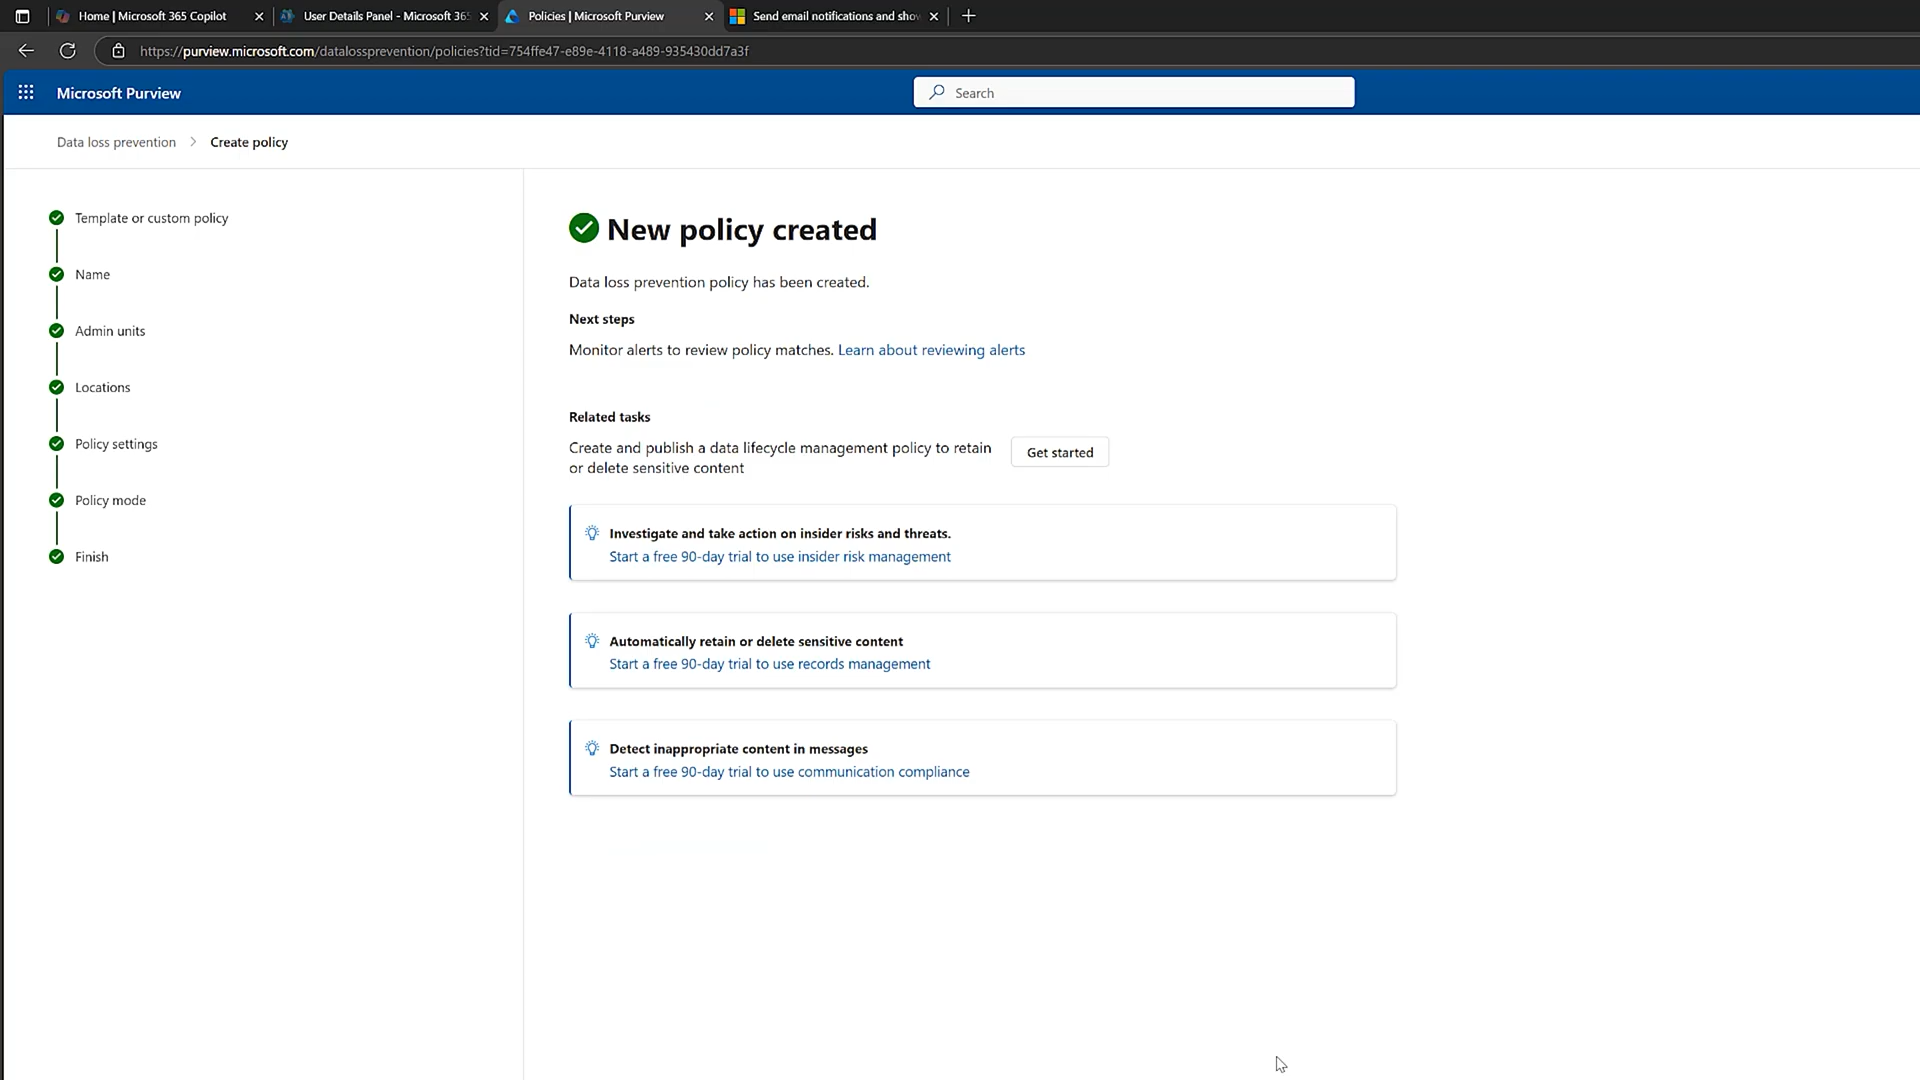 Home | Microsoft 365 Copilot
User Details Panel - Microsoft 365
Policies | Microsoft Purview
Send email notifications and sho
https://purview.microsoft.com/datalossprevention/policies?tid=754ffe47-e89e-4118-a489-935430dd7a3f
Microsoft Purview
Search
Data loss prevention > Create policy
Template or custom policy
Name
Admin units
Locations
Policy settings
Policy mode
Finish
New policy created
Data loss prevention policy has been created.
Next steps
Monitor alerts to review policy matches. Learn about reviewing alerts
Related tasks
Create and publish a data lifecycle management policy to retain
or delete sensitive content
Get started
Investigate and take action on insider risks and threats.
Start a free 90-day trial to use insider risk management
Automatically retain or delete sensitive content
Start a free 90-day trial to use records management
Detect inappropriate content in messages
Start a free 90-day trial to use communication compliance